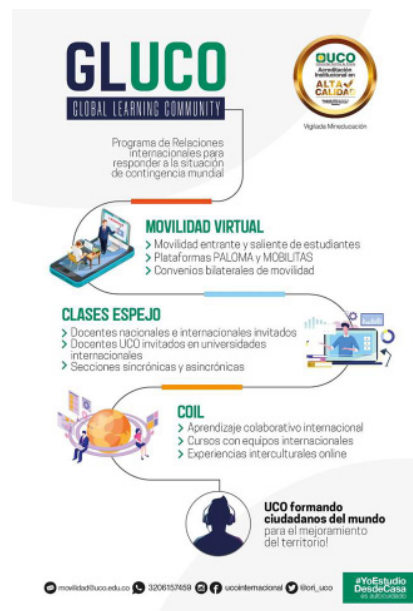 GLUCO
GLOBAL LEARNING COMMUNITY
UCO
Acreditación
Institucional en
ALTA
CALIDAD
Vigilada Mineducación
Programa de Relaciones
internacionales para
responder a la situación
de contingencia mundial
MOVILIDAD VIRTUAL
Movilidad entrante y saliente de estudiantes
Plataformas PALOMA y MOBILITAS
Convenios bilaterales de movilidad
CLASES ESPEJO
Docentes nacionales e internacionales invitados
Docentes UCO invitados en universidades
internacionales
Secciones sincrónicas y asincrónicas
COIL
Aprendizaje colaborativo internacional
Cursos con equipos internacionales
Experiencias interculturales online
UCO formando
ciudadanos del mundo
para el mejoramiento
del territorio!
movilidad@uco.edu.co 3206157459 ucointernacional @ori_uco
#YoEstudio
DesdeCasa
es autocuidado